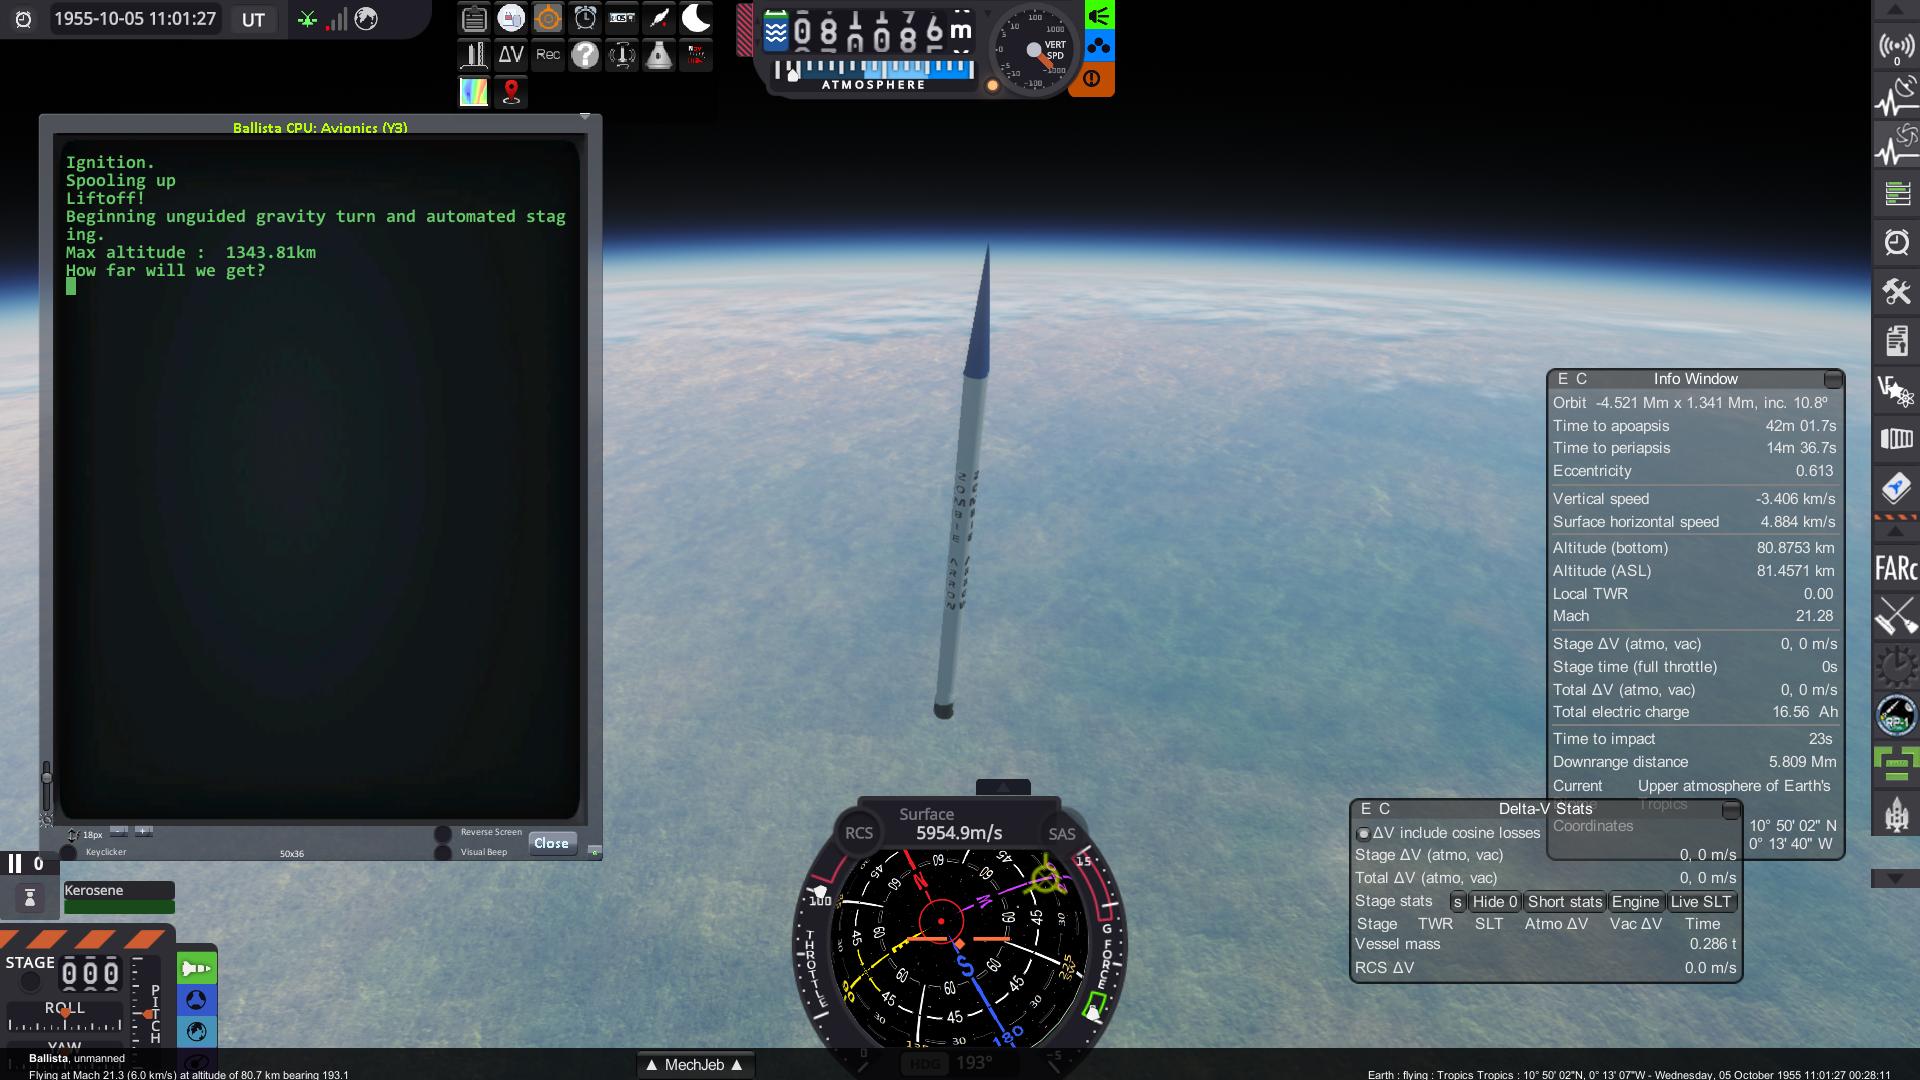 1955-10-05 11:01:27 UT
ΔV Rec ?
081086 m
ATMOSPHERE
VERT SPD
0
Ballista CPU: Avionics (Y3)
Ignition.
Spooling up
Liftoff!
Beginning unguided gravity turn and automated stag
ing.
Max altitude :  1343.81km
How far will we get?
18px
Keyclicker
50x36
Reverse Screen
Visual Beep
Close
ZOMBIE ARROW
FARc
RP-1
E C Info Window
Orbit -4.521 Mm x 1.341 Mm, inc. 10.8º
Time to apoapsis 42m 01.7s
Time to periapsis 14m 36.7s
Eccentricity 0.613
Vertical speed -3.406 km/s
Surface horizontal speed 4.884 km/s
Altitude (bottom) 80.8753 km
Altitude (ASL) 81.4571 km
Local TWR 0.00
Mach 21.28
Stage ΔV (atmo, vac) 0, 0 m/s
Stage time (full throttle) 0s
Total ΔV (atmo, vac) 0, 0 m/s
Total electric charge 16.56 Ah
Time to impact 23s
Downrange distance 5.809 Mm
Current Upper atmosphere of Earth's
Tropics
Coordinates 10° 50' 02" N
0° 13' 40" W
E C Delta-V Stats
ΔV include cosine losses
Stage ΔV (atmo, vac) 0, 0 m/s
Total ΔV (atmo, vac) 0, 0 m/s
Stage stats s Hide 0 Short stats Engine Live SLT
Stage TWR SLT Atmo ΔV Vac ΔV Time
Vessel mass 0.286 t
RCS ΔV 0.0 m/s
0
Kerosene
STAGE 000
ROLL
PITCH
YAW
Surface
RCS 5954.9m/s SAS
THROTTLE
100
G FORCE
15
HDG 193°
-5
▲ MechJeb ▲
Ballista, unmanned
Flying at Mach 21.3 (6.0 km/s) at altitude of 80.7 km bearing 193.1
Earth : flying : Tropics Tropics : 10° 50' 02"N, 0° 13' 07"W - Wednesday, 05 October 1955 11:01:27 00:28:11